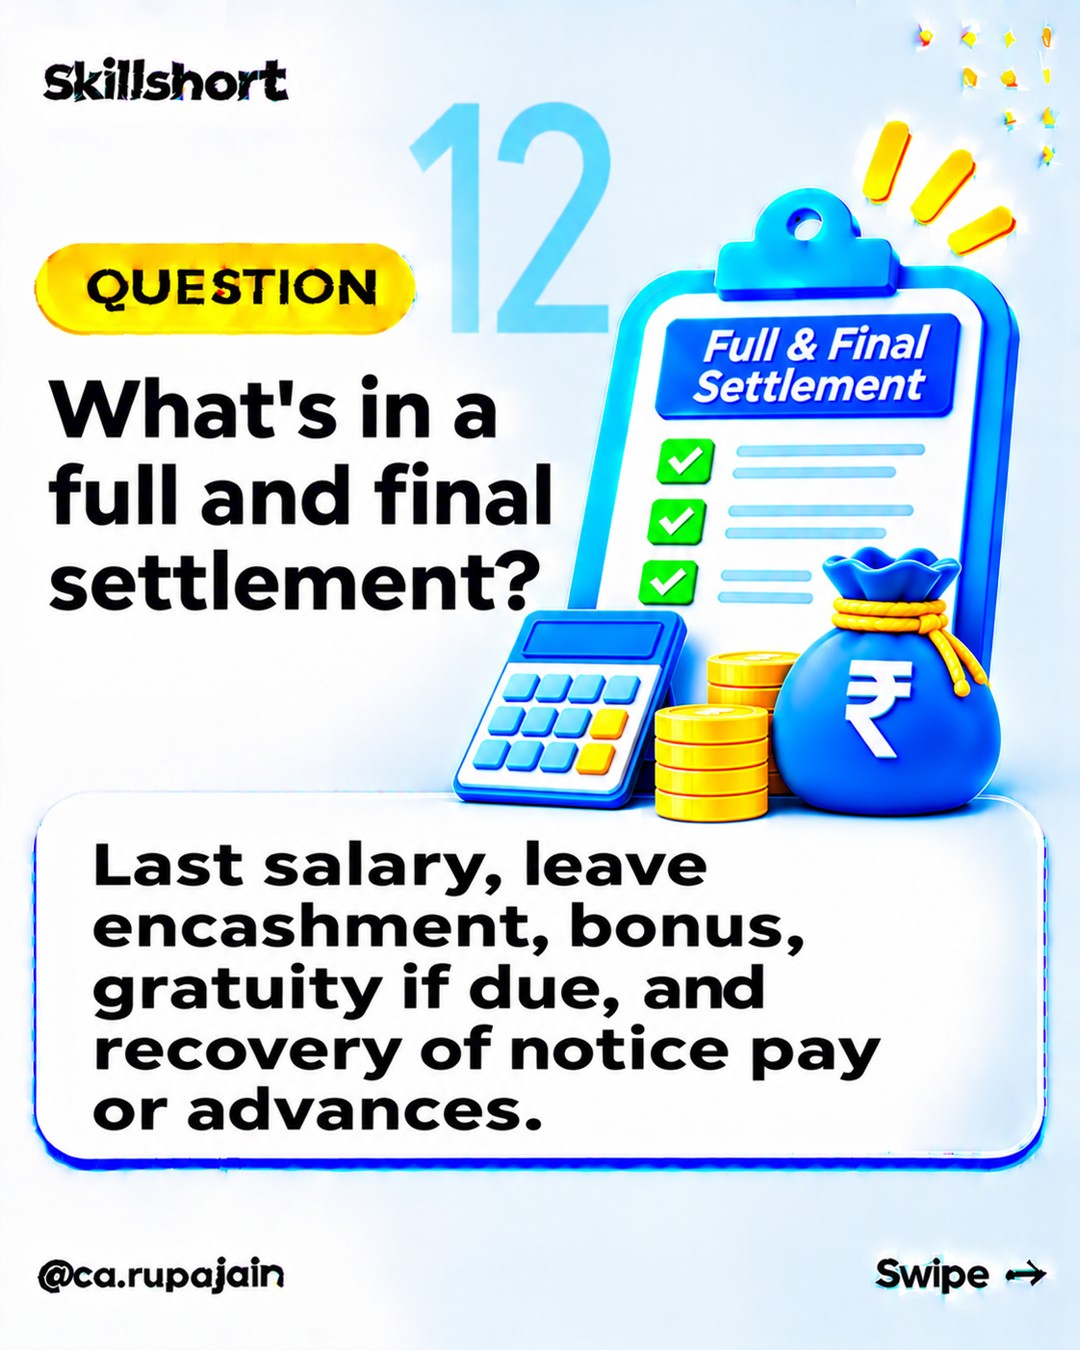 Skillshort
12
QUESTION
What's in a
full and final
settlement?
Full & Final
Settlement
₹
Last salary, leave
encashment, bonus,
gratuity if due, and
recovery of notice pay
or advances.
@ca.rupajain
Swipe →